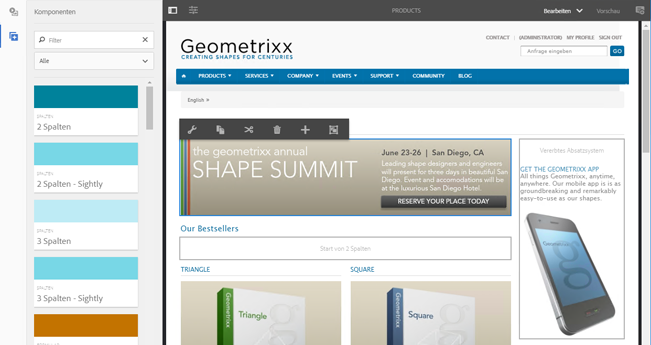 Komponenten
PRODUCTS
Bearbeiten
Vorschau
Filter
Alle
SPALTEN
2 Spalten
SPALTEN
2 Spalten - Sightly
SPALTEN
3 Spalten
SPALTEN
3 Spalten - Sightly
Geometrixx
CREATING SHAPES FOR CENTURIES
CONTACT | (ADMINISTRATOR) MY PROFILE SIGN OUT
Anfrage eingeben GO
PRODUCTS SERVICES COMPANY EVENTS SUPPORT COMMUNITY BLOG
English »
the geometrixx annual
SHAPE SUMMIT
June 23-26 | San Diego, CA
Leading shape designers and engineers
will present for three days in beautiful San
Diego. Event and accomodations will be
at the luxurious San Diego Hotel.
RESERVE YOUR PLACE TODAY
Our Bestsellers
Start von 2 Spalten
TRIANGLE
SQUARE
Geometrixx
Triangle
Geometrixx
Square
Vererbtes Absatzsystem
GET THE GEOMETRIXX APP
All things Geometrixx, anytime,
anywhere. Our mobile app is is as
groundbreaking and remarkably
easy-to-use as our shapes.